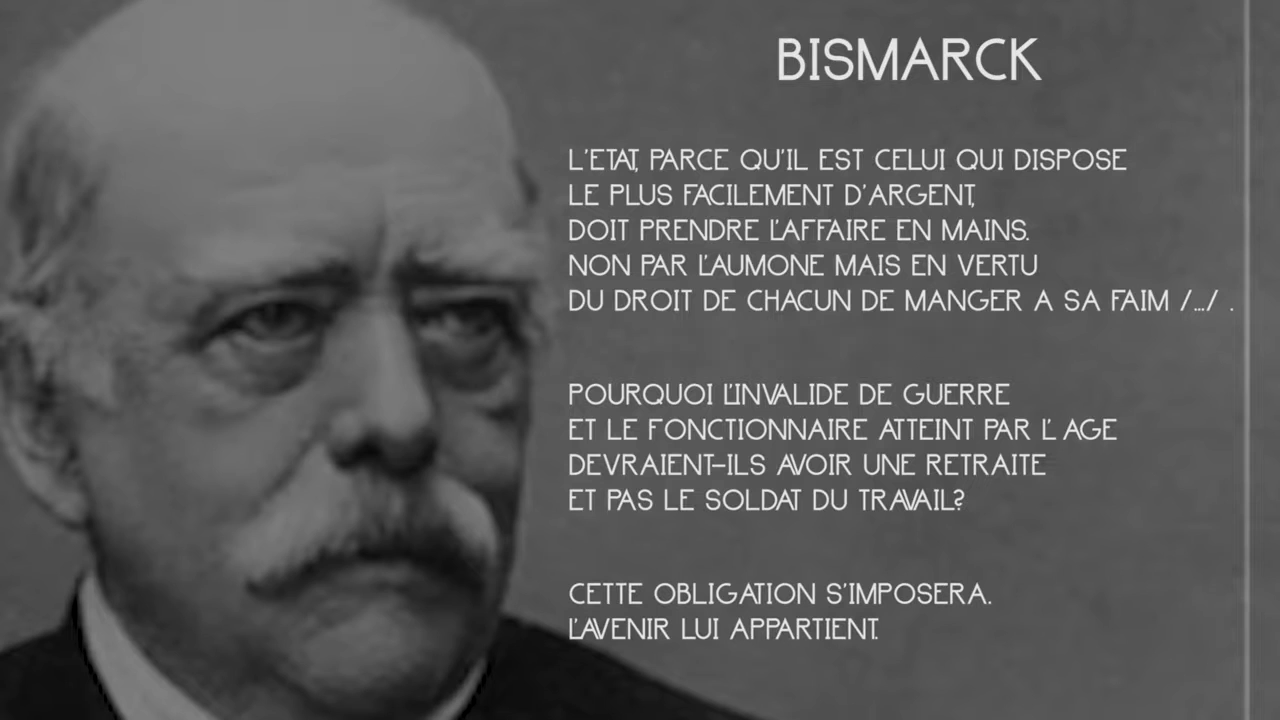 BISMARCK
L'ETAT, PARCE QU'IL EST CELUI QUI DISPOSE
LE PLUS FACILEMENT D'ARGENT,
DOIT PRENDRE L'AFFAIRE EN MAINS.
NON PAR L'AUMONE MAIS EN VERTU
DU DROIT DE CHACUN DE MANGER A SA FAIM /.../ .
POURQUOI L'INVALIDE DE GUERRE
ET LE FONCTIONNAIRE ATTEINT PAR L' AGE
DEVRAIENT-ILS AVOIR UNE RETRAITE
ET PAS LE SOLDAT DU TRAVAIL?
CETTE OBLIGATION S'IMPOSERA.
L'AVENIR LUI APPARTIENT.